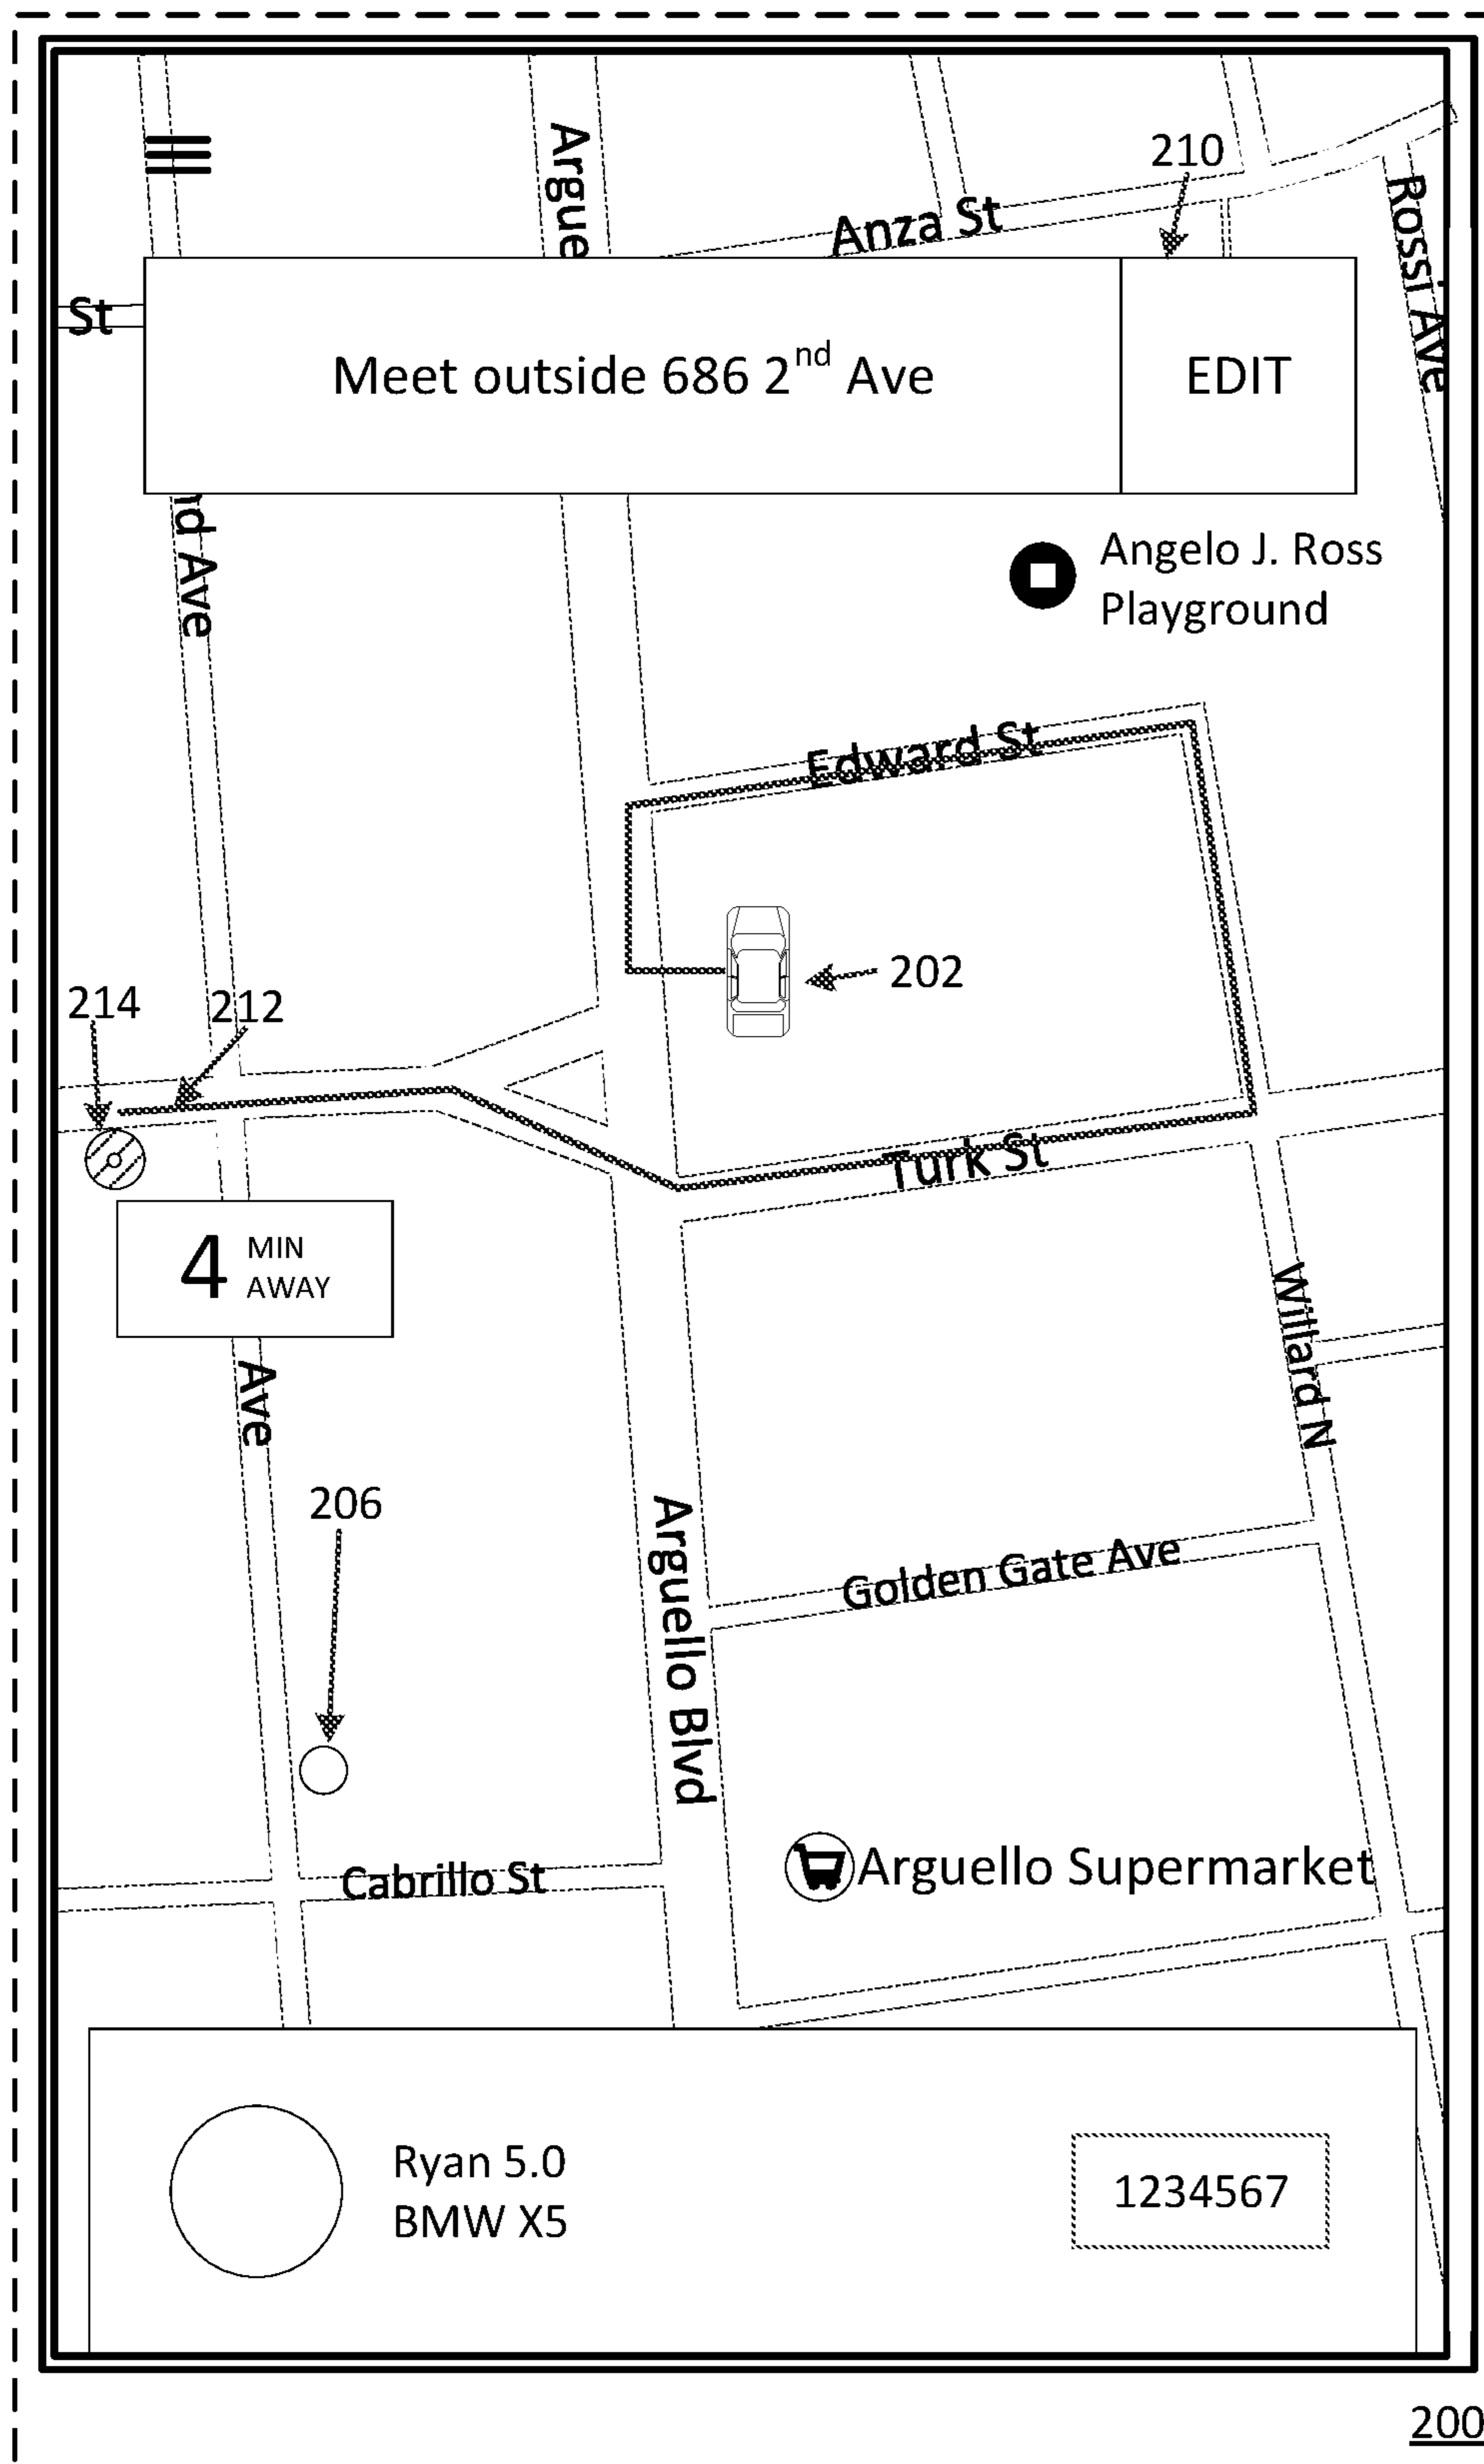 Argue
210
Anza St
Rossi Ave
St
Meet outside 686 2nd Ave
EDIT
nd Ave
Angelo J. Ross
Playground
Edward St
202
214
212
Turk St
4 MIN
AWAY
Willard N
Ave
206
Golden Gate Ave
Arguello Blvd
Arguello Supermarket
Cabrillo St
Ryan 5.0
BMW X5
1234567
200